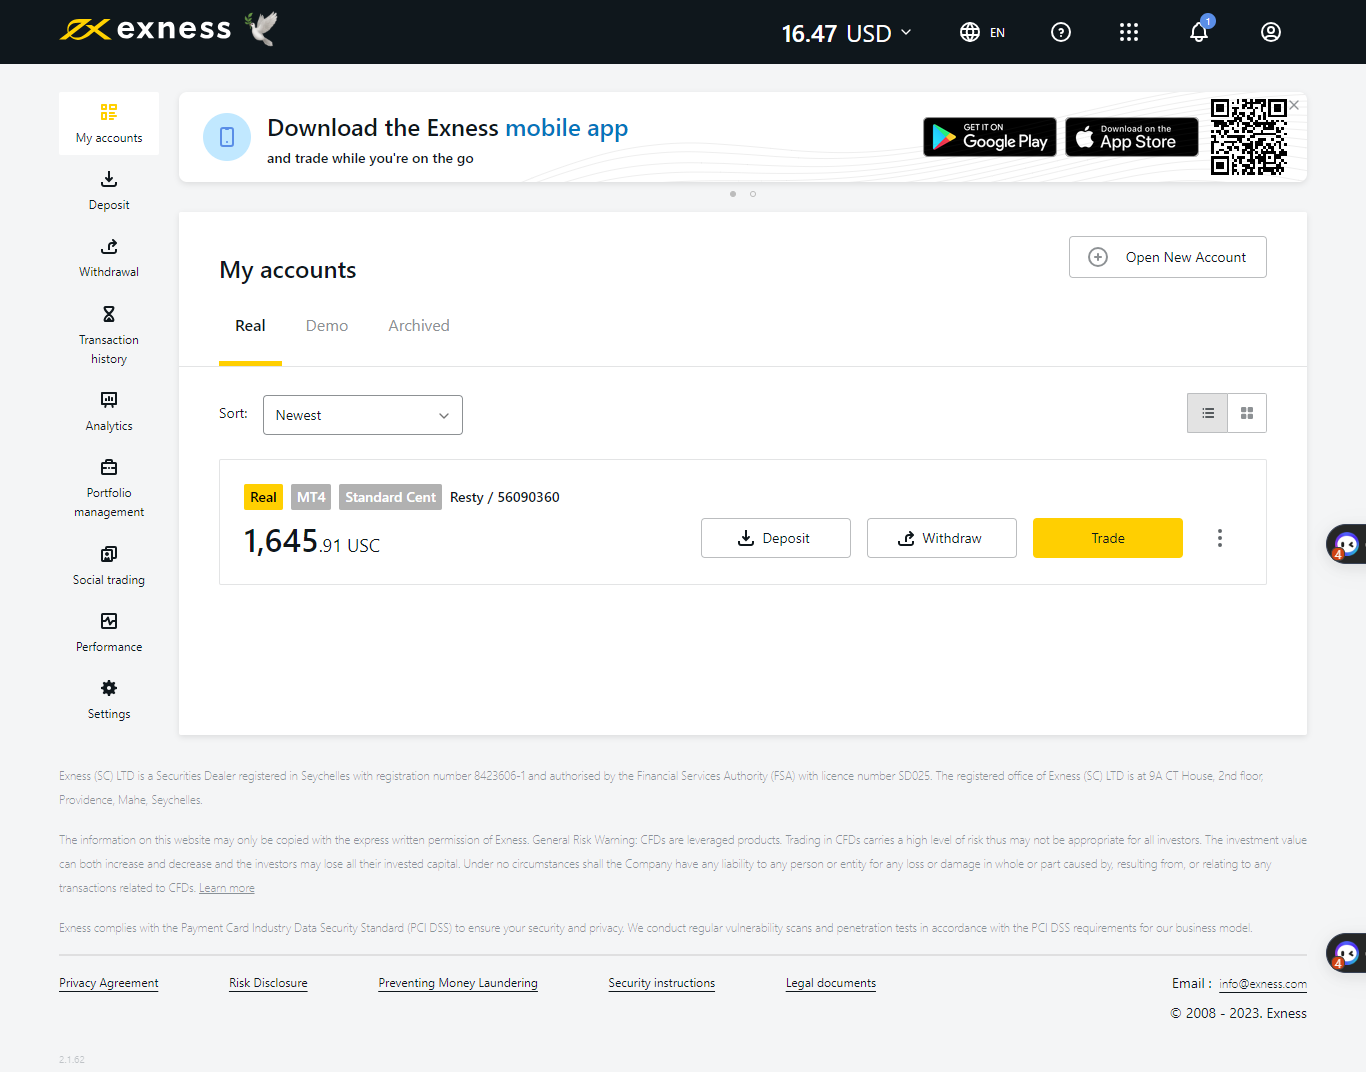 exness
16.47 USD
EN
1
My accounts
Deposit
Withdrawal
Transaction
history
Analytics
Portfolio
management
Social trading
Performance
Settings
Download the Exness mobile app
and trade while you're on the go
GET IT ON
Google Play
Download on the
App Store
My accounts
Open New Account
Real
Demo
Archived
Sort:
Newest
Real MT4 Standard Cent Resty / 56090360
1,645.91 USC
Deposit
Withdraw
Trade
4
Exness (SC) LTD is a Securities Dealer registered in Seychelles with registration number 8423606-1 and authorised by the Financial Services Authority (FSA) with licence number SD025. The registered office of Exness (SC) LTD is at 9A CT House, 2nd floor,
Providence, Mahe, Seychelles.
The information on this website may only be copied with the express written permission of Exness. General Risk Warning: CFDs are leveraged products. Trading in CFDs carries a high level of risk thus may not be appropriate for all investors. The investment value
can both increase and decrease and the investors may lose all their invested capital. Under no circumstances shall the Company have any liability to any person or entity for any loss or damage in whole or part caused by, resulting from, or relating to any
transactions related to CFDs. Learn more
Exness complies with the Payment Card Industry Data Security Standard (PCI DSS) to ensure your security and privacy. We conduct regular vulnerability scans and penetration tests in accordance with the PCI DSS requirements for our business model.
4
Privacy Agreement
Risk Disclosure
Preventing Money Laundering
Security instructions
Legal documents
Email : info@exness.com
© 2008 - 2023. Exness
2.1.62